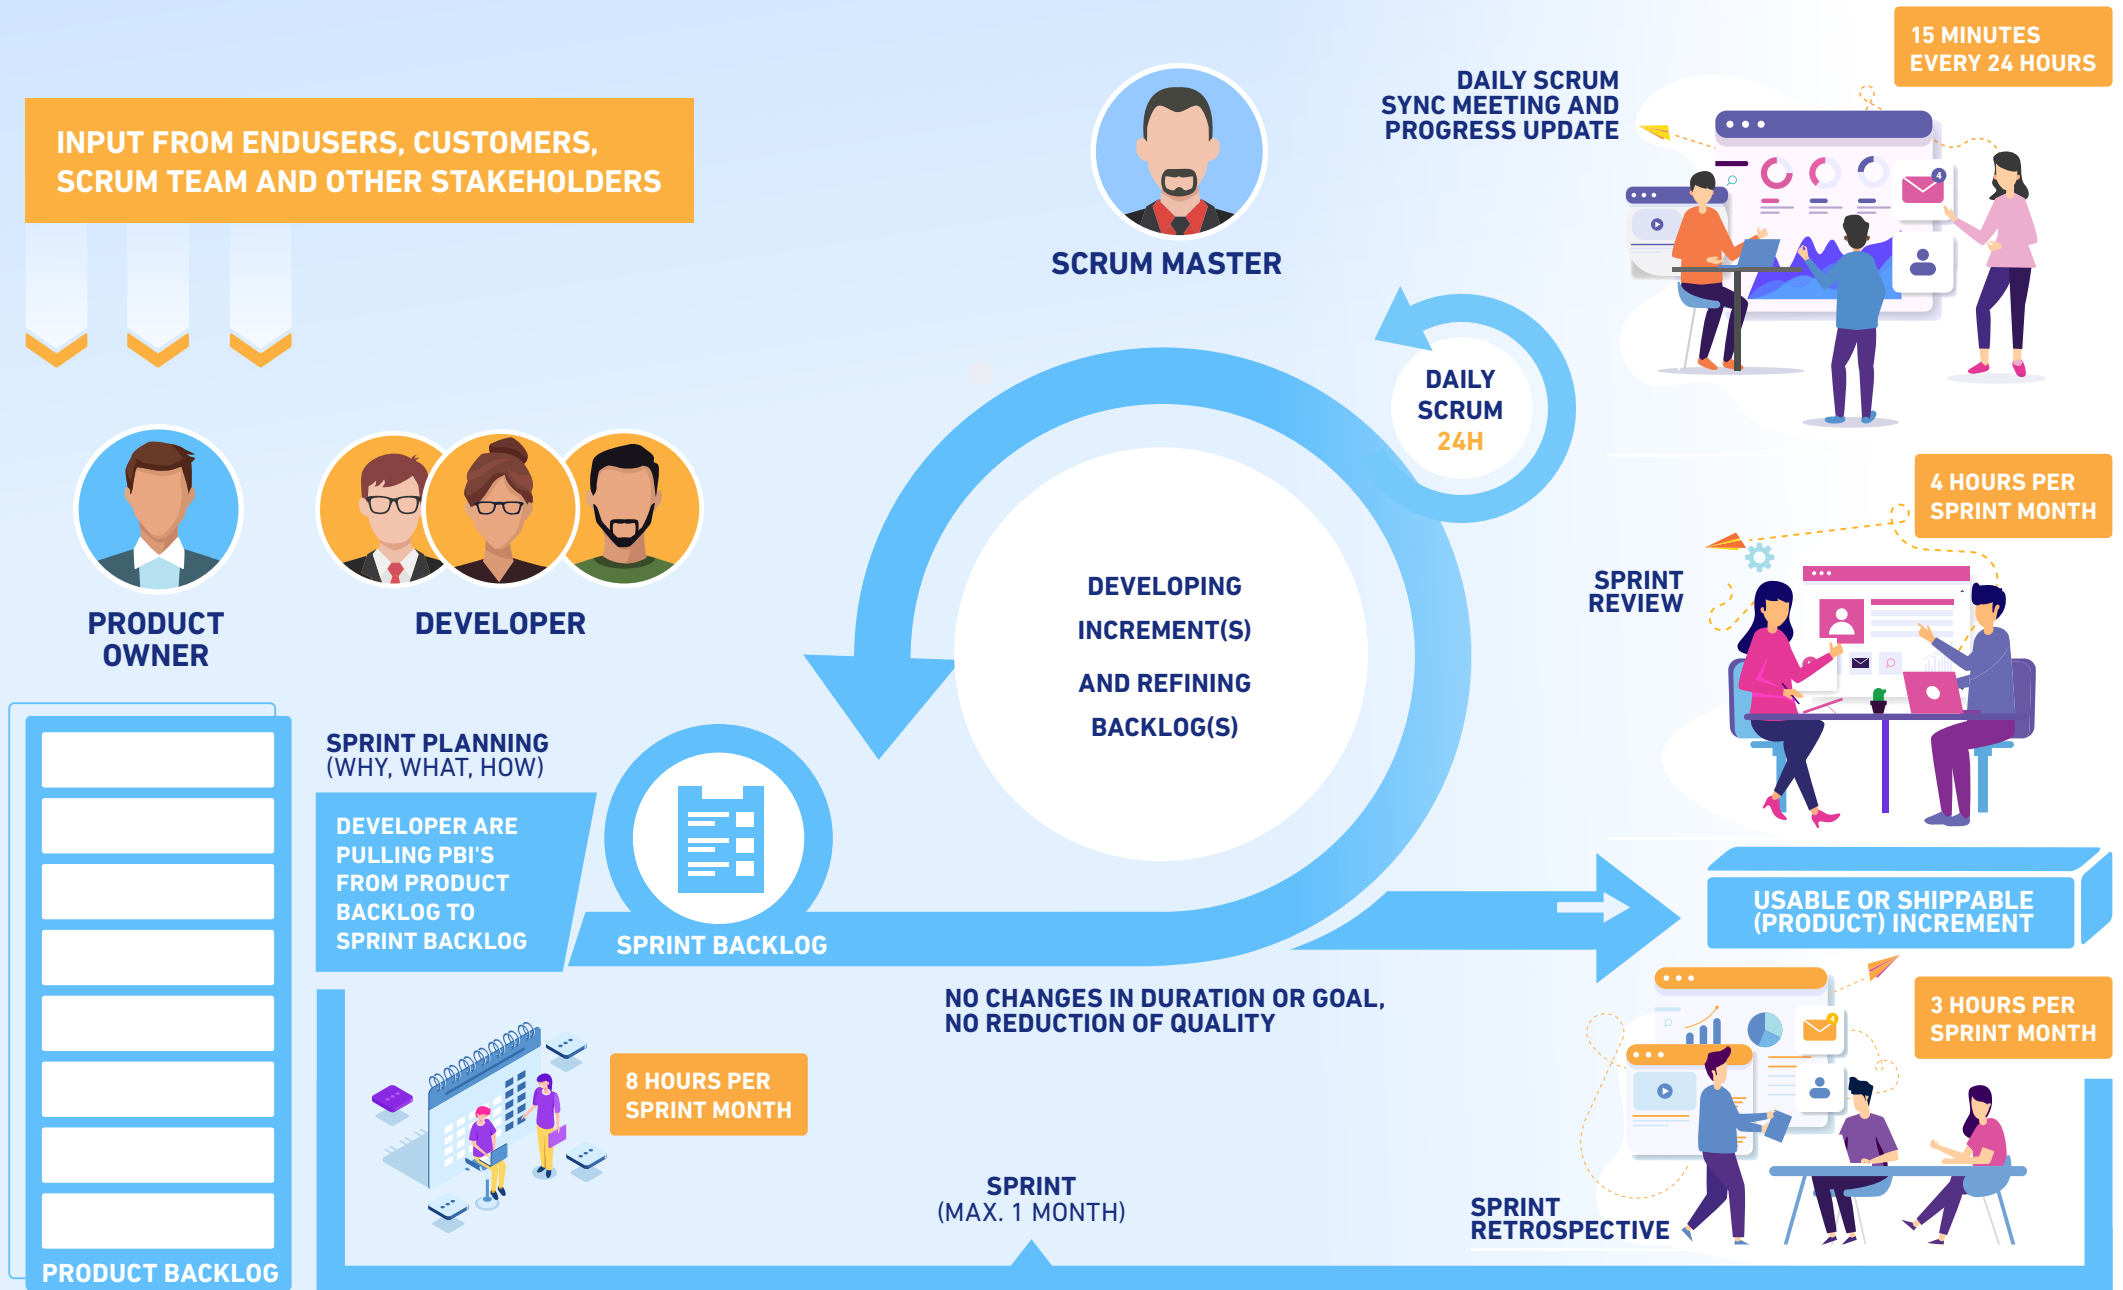 15 MINUTES
EVERY 24 HOURS
DAILY SCRUM
SYNC MEETING AND
PROGRESS UPDATE
INPUT FROM ENDUSERS, CUSTOMERS,
SCRUM TEAM AND OTHER STAKEHOLDERS
4
SCRUM MASTER
DAILY
SCRUM
24H
4 HOURS PER
SPRINT MONTH
SPRINT
REVIEW
DEVELOPING
INCREMENT(S)
AND REFINING
BACKLOG(S)
PRODUCT
OWNER
DEVELOPER
SPRINT PLANNING
(WHY, WHAT, HOW)
DEVELOPER ARE
PULLING PBI'S
FROM PRODUCT
BACKLOG TO
SPRINT BACKLOG
SPRINT BACKLOG
USABLE OR SHIPPABLE
(PRODUCT) INCREMENT
NO CHANGES IN DURATION OR GOAL,
NO REDUCTION OF QUALITY
3 HOURS PER
SPRINT MONTH
4
8 HOURS PER
SPRINT MONTH
SPRINT
(MAX. 1 MONTH)
SPRINT
RETROSPECTIVE
PRODUCT BACKLOG